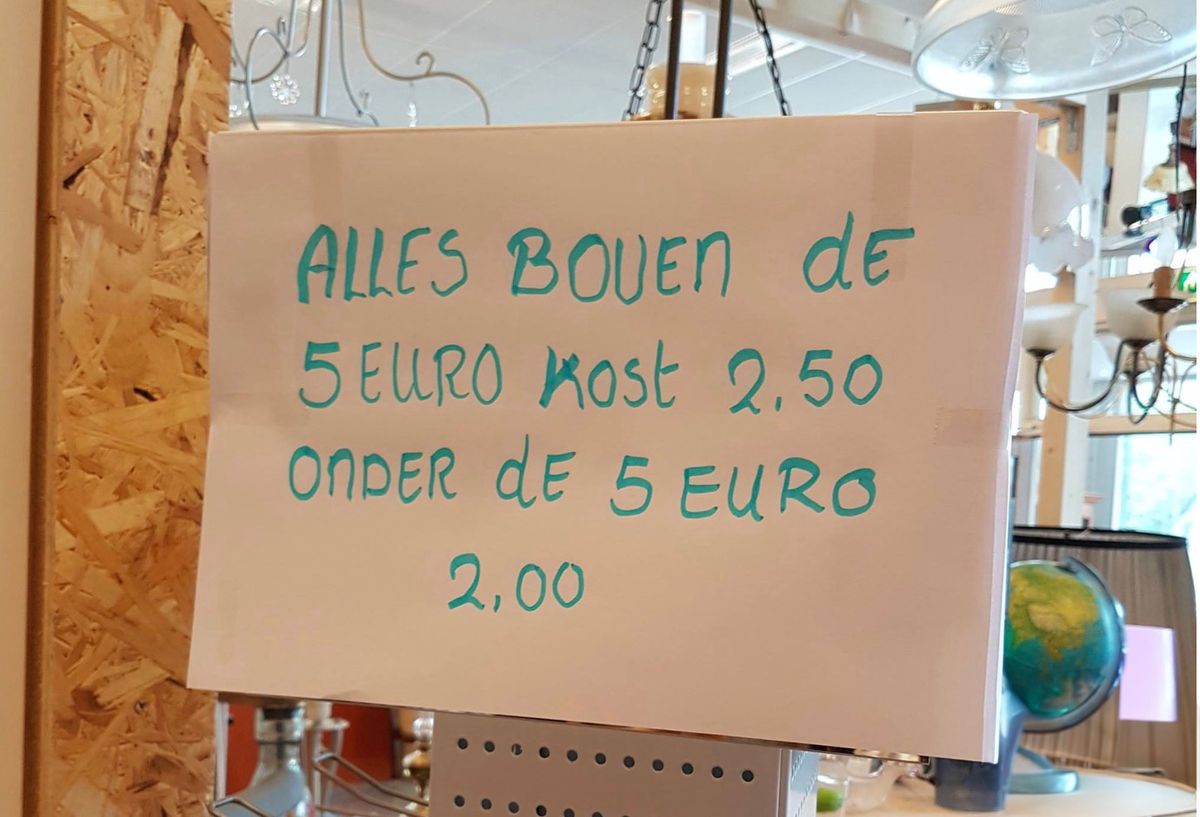 ALLES BOVEN dE
5 EURO KOSt 2,50
ONDER dE 5 EURO
2,00